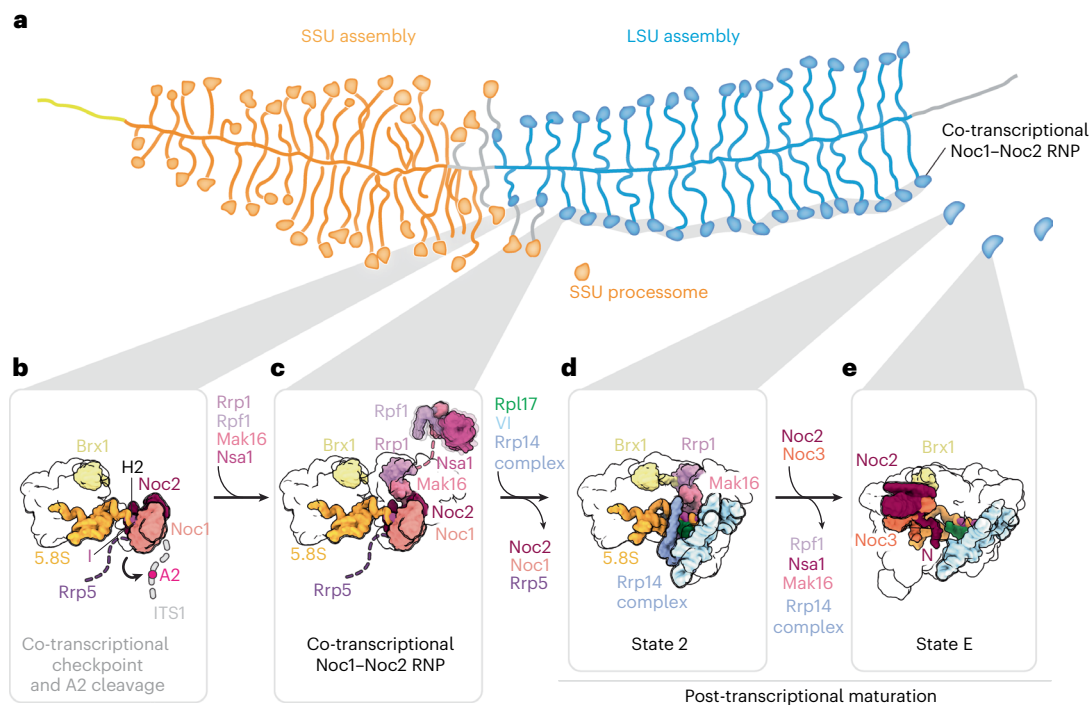 a
SSU assembly
LSU assembly
Co-transcriptional
Noc1–Noc2 RNP
SSU processome
b
Brx1
H2
Noc2
Noc1
5.8S
I
Rrp5
A2
ITS1
Co-transcriptional
checkpoint
and A2 cleavage
Rrp1
Rpf1
Mak16
Nsa1
c
Rpf1
Brx1
Rrp1
Nsa1
Mak16
Noc2
Noc1
5.8S
Rrp5
Co-transcriptional
Noc1–Noc2 RNP
Rpl17
VI
Rrp14
complex
Noc2
Noc1
Rrp5
d
Brx1
Rrp1
Mak16
5.8S
Rrp14
complex
State 2
Noc2
Noc3
Rpf1
Nsa1
Mak16
Rrp14
complex
e
Brx1
Noc2
Noc3
N
State E
Post-transcriptional maturation